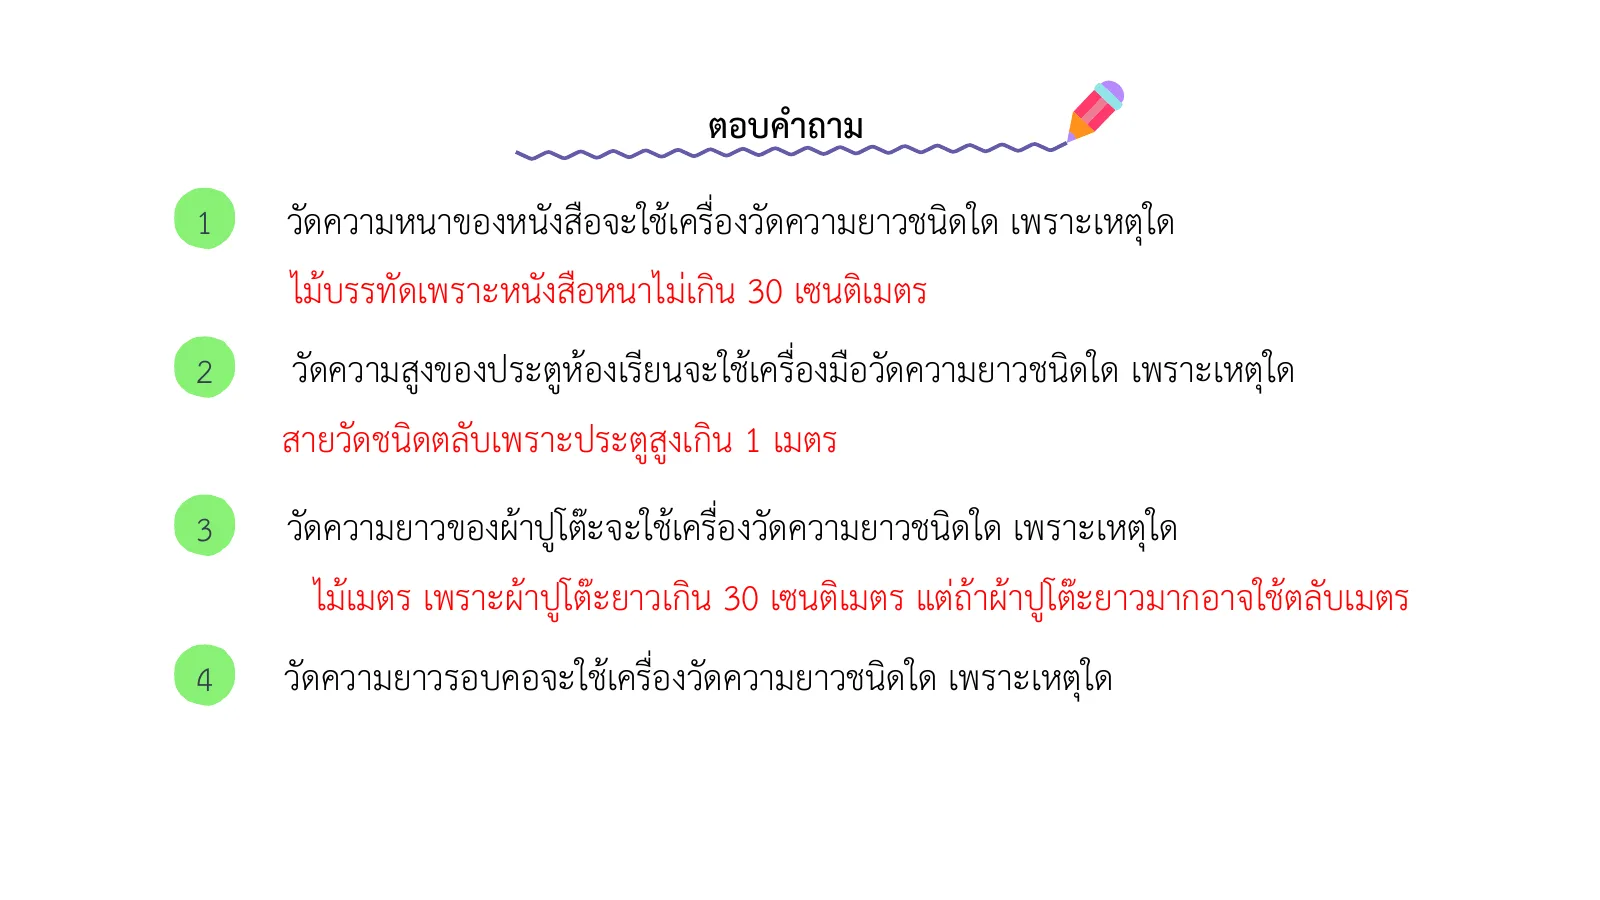 ตอบคำถาม
1 วัดความหนาของหนังสือจะใช้เครื่องวัดความยาวชนิดใด เพราะเหตุใด
ไม้บรรทัดเพราะหนังสือหนาไม่เกิน 30 เซนติเมตร
2 วัดความสูงของประตูห้องเรียนจะใช้เครื่องมือวัดความยาวชนิดใด เพราะเหตุใด
สายวัดชนิดตลับเพราะประตูสูงเกิน 1 เมตร
3 วัดความยาวของผ้าปูโต๊ะจะใช้เครื่องวัดความยาวชนิดใด เพราะเหตุใด
ไม้เมตร เพราะผ้าปูโต๊ะยาวเกิน 30 เซนติเมตร แต่ถ้าผ้าปูโต๊ะยาวมากอาจใช้ตลับเมตร
4 วัดความยาวรอบคอจะใช้เครื่องวัดความยาวชนิดใด เพราะเหตุใด